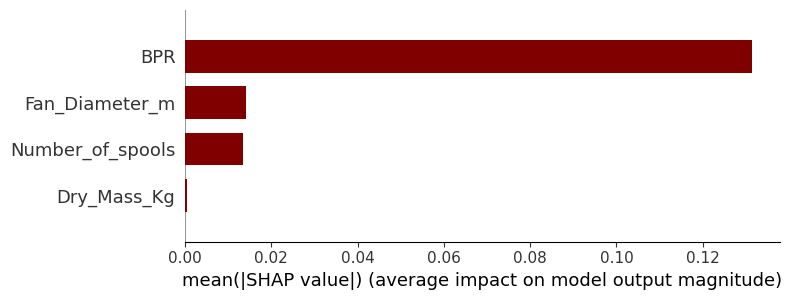 BPR
Fan_Diameter_m
Number_of_spools
Dry_Mass_Kg
0.00 0.02 0.04 0.06 0.08 0.10 0.12
mean(|SHAP value|) (average impact on model output magnitude)